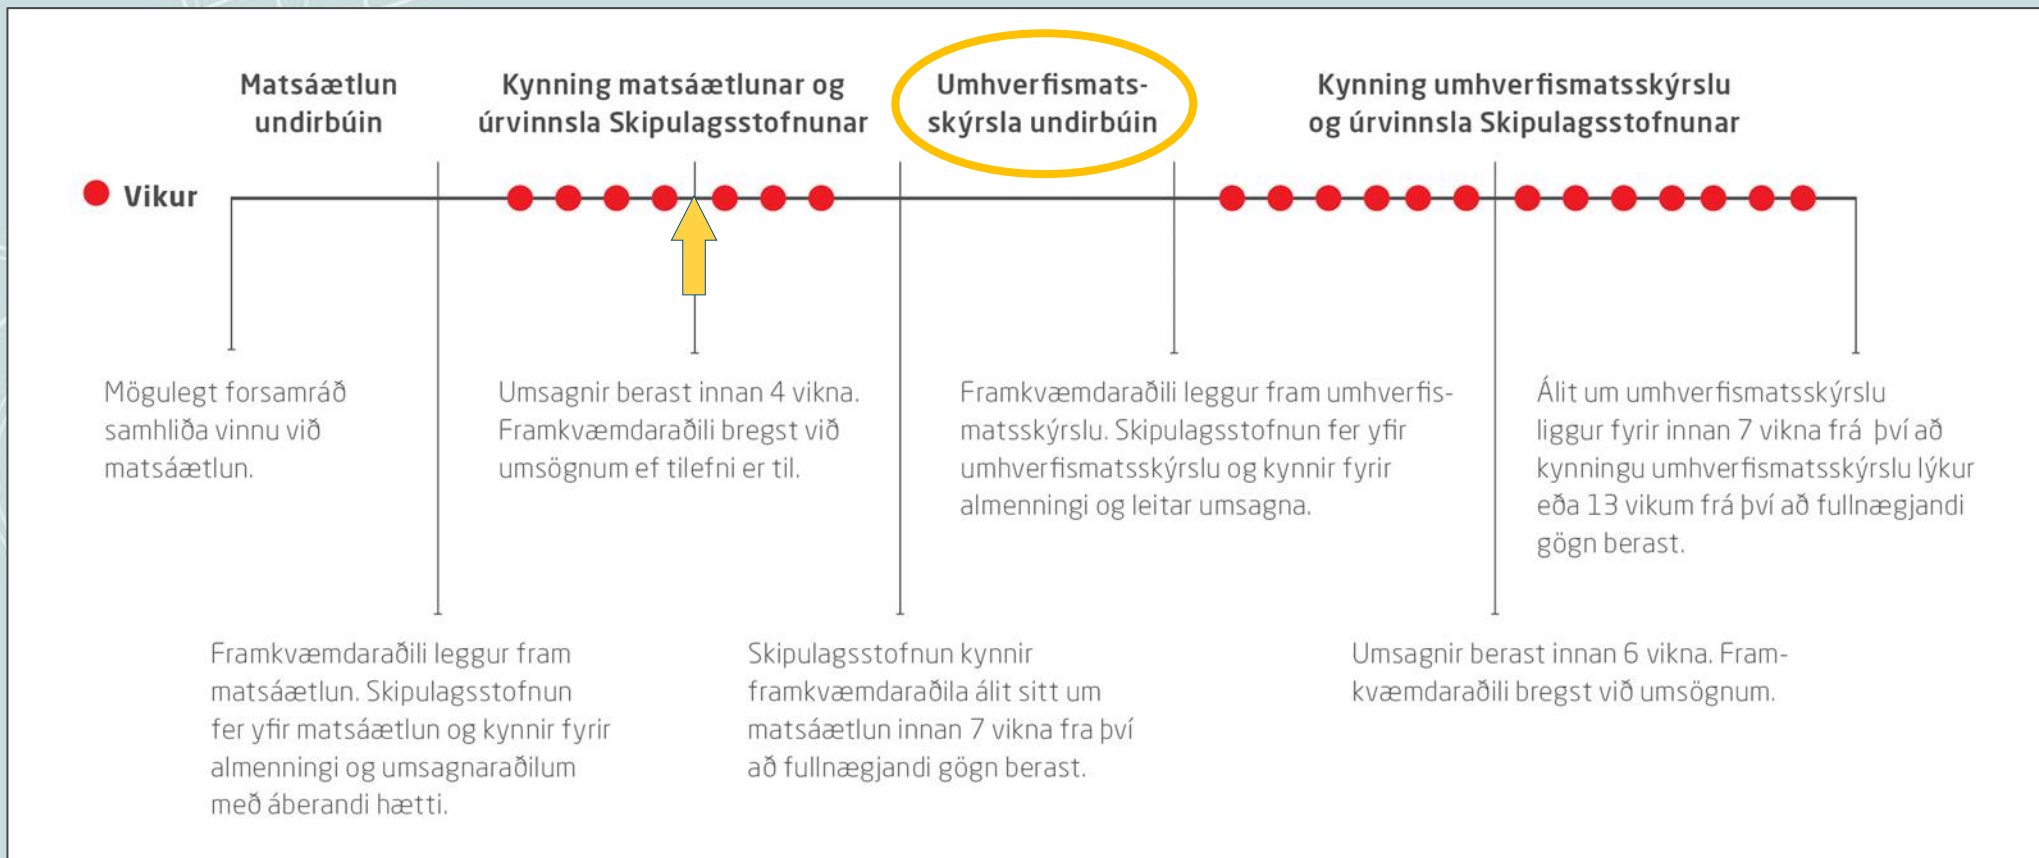 Matsáætlun
undirbúin
Kynning matsáætlunar og
úrvinnsla Skipulagsstofnunar
Umhverfismats-
skýrsla undirbúin
Kynning umhverfismatsskýrslu
og úrvinnsla Skipulagsstofnunar
Vikur
Mögulegt forsamráð
samhliða vinnu við
matsáætlun.
Umsagnir berast innan 4 vikna.
Framkvæmdaraðili bregst við
umsögnum ef tilefni er til.
Framkvæmdaraðili leggur fram umhverfis-
matsskýrslu. Skipulagsstofnun fer yfir
umhverfismatsskýrslu og kynnir fyrir
almenningi og leitar umsagna.
Álit um umhverfismatsskýrslu
liggur fyrir innan 7 vikna frá því að
kynningu umhverfismatsskýrslu lýkur
eða 13 vikum frá því að fullnægjandi
gögn berast.
Framkvæmdaraðili leggur fram
matsáætlun. Skipulagsstofnun
fer yfir matsáætlun og kynnir fyrir
almenningi og umsagnaraðilum
með áberandi hætti.
Skipulagsstofnun kynnir
framkvæmdaraðila álit sitt um
matsáætlun innan 7 vikna fra því
að fullnægjandi gögn berast.
Umsagnir berast innan 6 vikna. Fram-
kvæmdaraðili bregst við umsögnum.